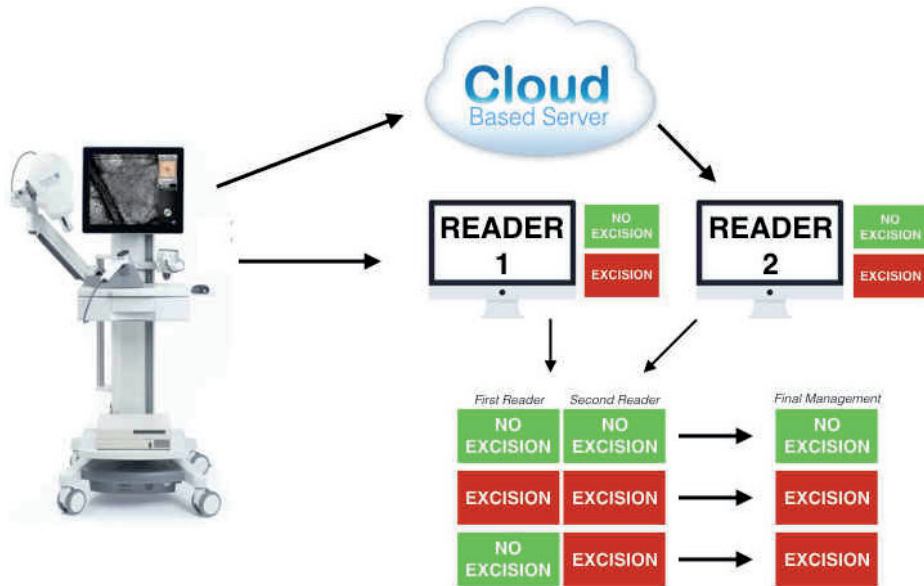 Cloud
Based Server
READER
1
NO
EXCISION
EXCISION
READER
2
NO
EXCISION
EXCISION
First Reader
Second Reader
Final Management
NO
EXCISION
NO
EXCISION
NO
EXCISION
EXCISION
EXCISION
EXCISION
NO
EXCISION
EXCISION
EXCISION